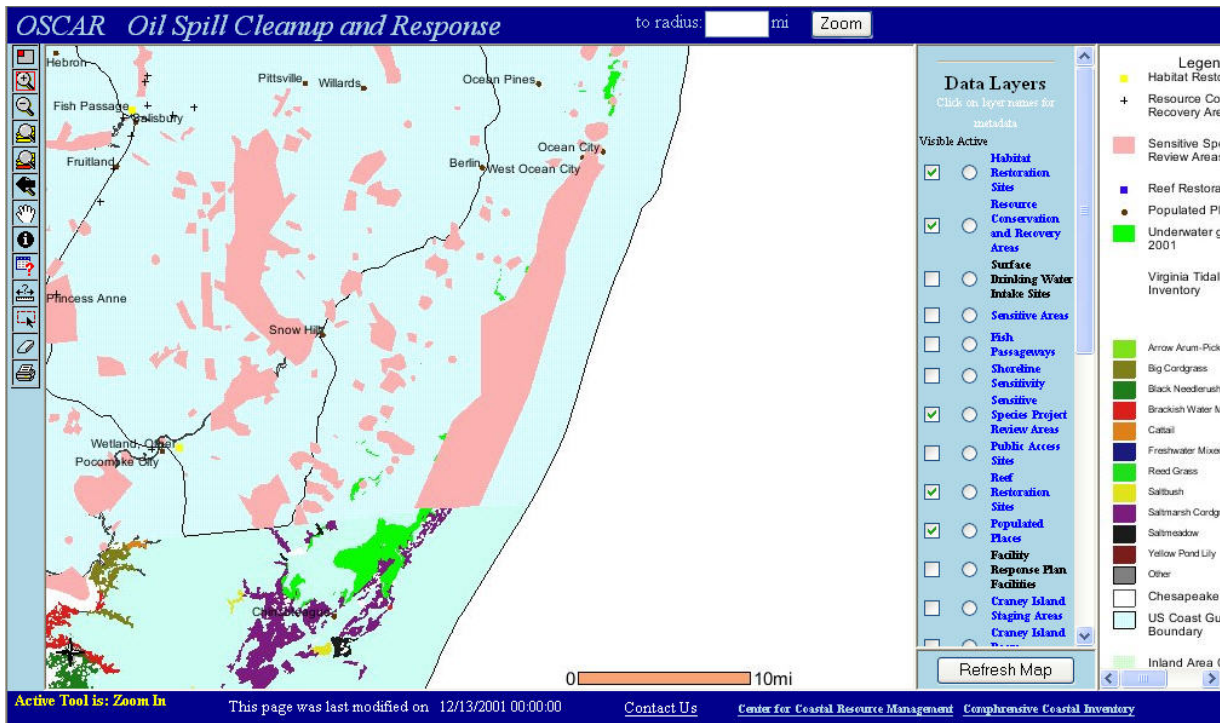 OSCAR Oil Spill Cleanup and Response
to radius:
mi
Zoom
Hebron
Pittsville
Willards
Ocean Pines
Fish Passage
Salisbury
Fruitland
Ocean City
Berlin
West Ocean City
Princess Anne
Snow Hill
Wetland, Other
Pocomoke City
Chincoteague
0
10mi
Data Layers
Click on layer names for
metadata
Visible Active
Habitat
Restoration
Sites
Resource
Conservation
and Recovery
Areas
Surface
Drinking Water
Intake Sites
Sensitive Areas
Fish
Passageways
Shoreline
Sensitivity
Sensitive
Species Project
Review Areas
Public Access
Sites
Reef
Restoration
Sites
Populated
Places
Facility
Response Plan
Facilities
Craney Island
Staging Areas
Craney Island
Refresh Map
Legen
Habitat Resto
Resource Co
Recovery Are
Sensitive Spe
Review Areas
Reef Restora
Populated Pl
Underwater g
2001
Virginia Tidal
Inventory
Arrow Arum-Pick
Big Cordgrass
Black Needlerush
Brackish Water M
Cattail
Freshwater Mixe
Reed Grass
Saltbush
Saltmarsh Cordg
Saltmeadow
Yellow Pond Lily
Other
Chesapeake
US Coast Gu
Boundary
Inland Area
Active Tool is: Zoom In
This page was last modified on 12/13/2001 00:00:00
Contact Us
Center for Coastal Resource Management
Comphrensive Coastal Inventory